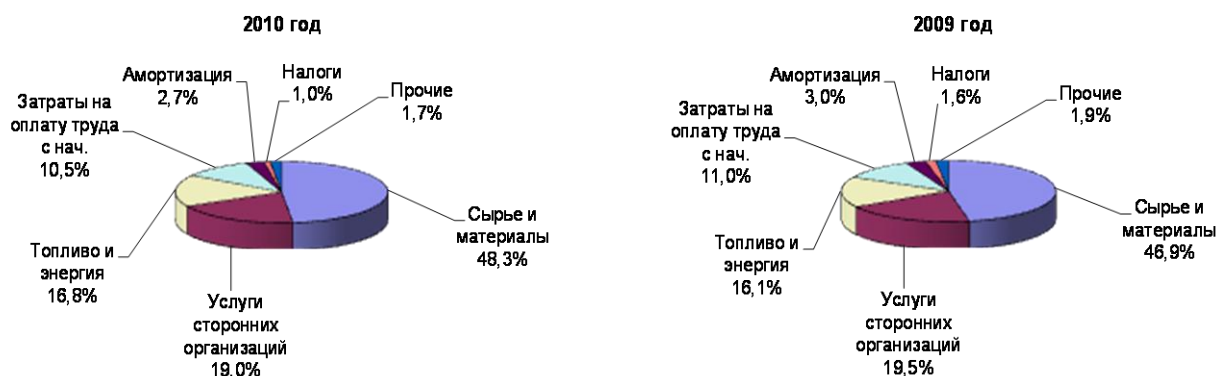 2010 год
Амортизация
2,7%
Налоги
1,0%
Прочие
1,7%
Затраты на
оплату труда
с нач.
10,5%
Сырье и
материалы
48,3%
Топливо и
энергия
16,8%
Услуги
сторонних
организаций
19,0%
2009 год
Амортизация
3,0%
Налоги
1,6%
Прочие
1,9%
Затраты на
оплату труда
с нач.
11,0%
Сырье и
материалы
46,9%
Топливо и
энергия
16,1%
Услуги
сторонних
организаций
19,5%